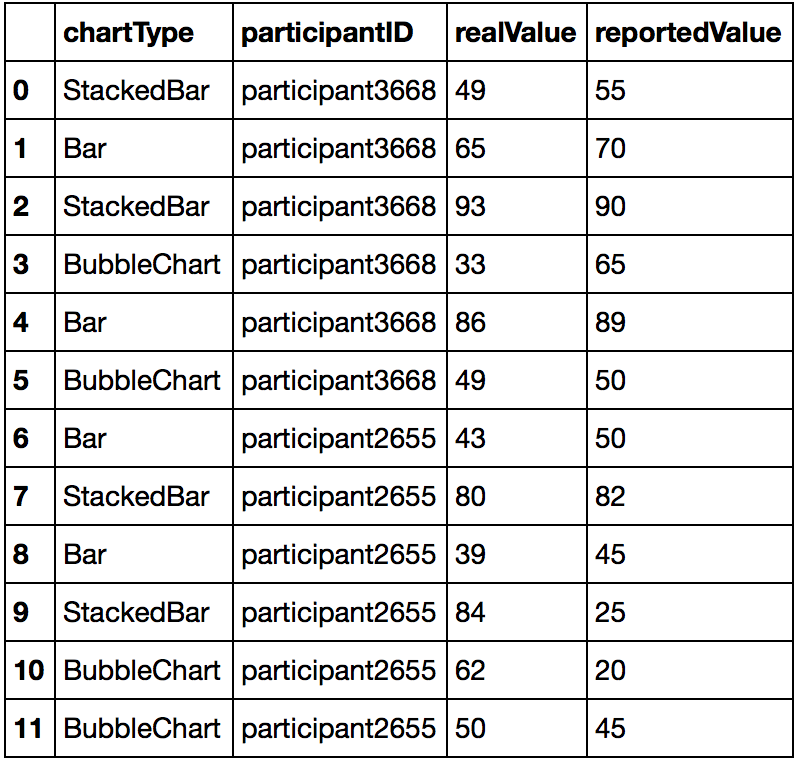 chartType participantID realValue reportedValue
0 StackedBar participant3668 49 55
1 Bar participant3668 65 70
2 StackedBar participant3668 93 90
3 BubbleChart participant3668 33 65
4 Bar participant3668 86 89
5 BubbleChart participant3668 49 50
6 Bar participant2655 43 50
7 StackedBar participant2655 80 82
8 Bar participant2655 39 45
9 StackedBar participant2655 84 25
10 BubbleChart participant2655 62 20
11 BubbleChart participant2655 50 45